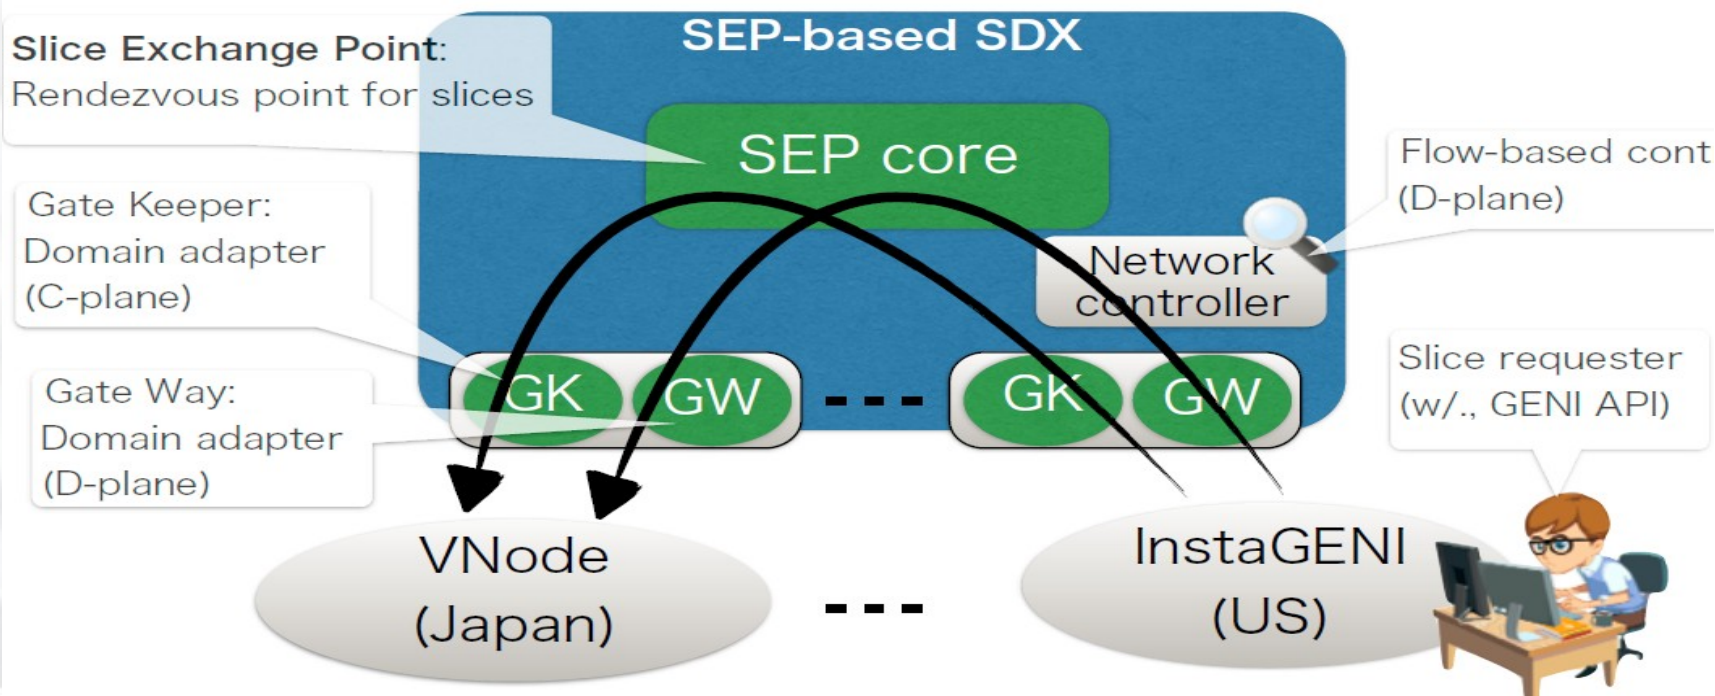 SEP-based SDX
Slice Exchange Point:
Rendezvous point for slices
SEP core
Flow-based cont
(D-plane)
Gate Keeper:
Domain adapter
(C-plane)
Network
controller
Slice requester
(w/., GENI API)
Gate Way:
Domain adapter
(D-plane)
GK
GW
GK
GW
VNode
(Japan)
InstaGENI
(US)